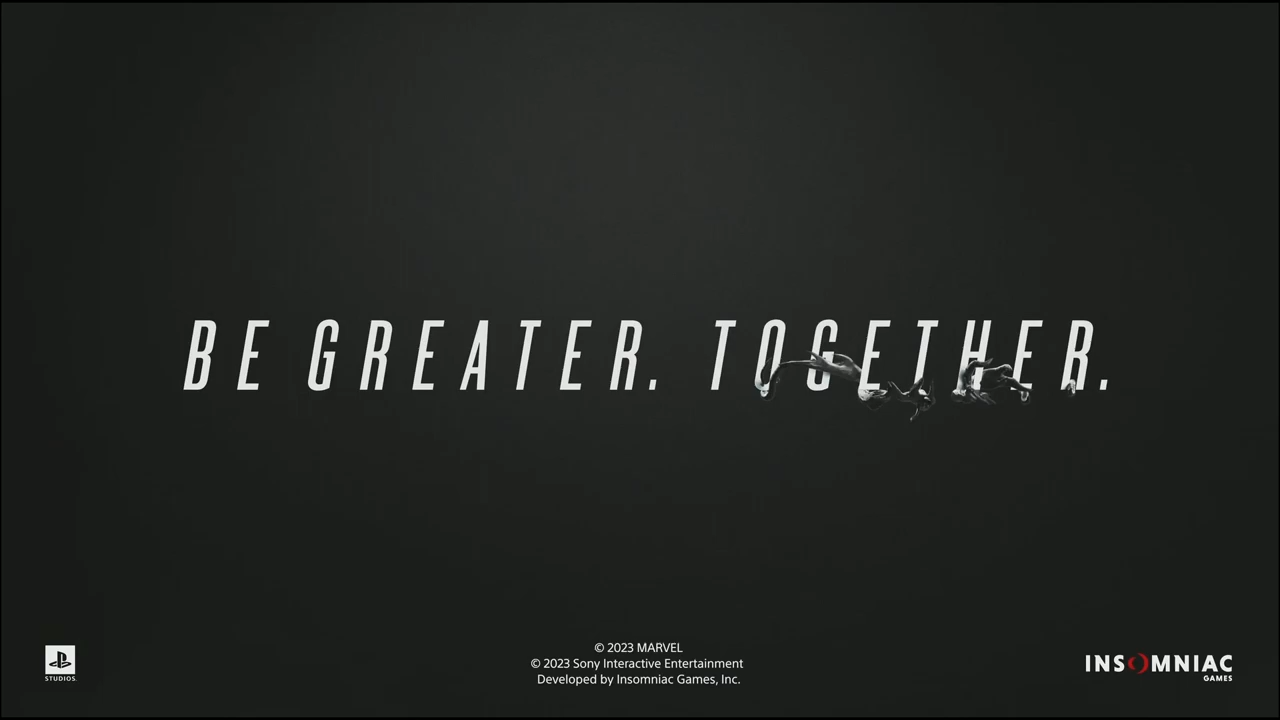 BE GREATER. TOGETHER.
© 2023 MARVEL
© 2023 Sony Interactive Entertainment
Developed by Insomniac Games, Inc.
STUDIOS.
INSOMNIAC
GAMES